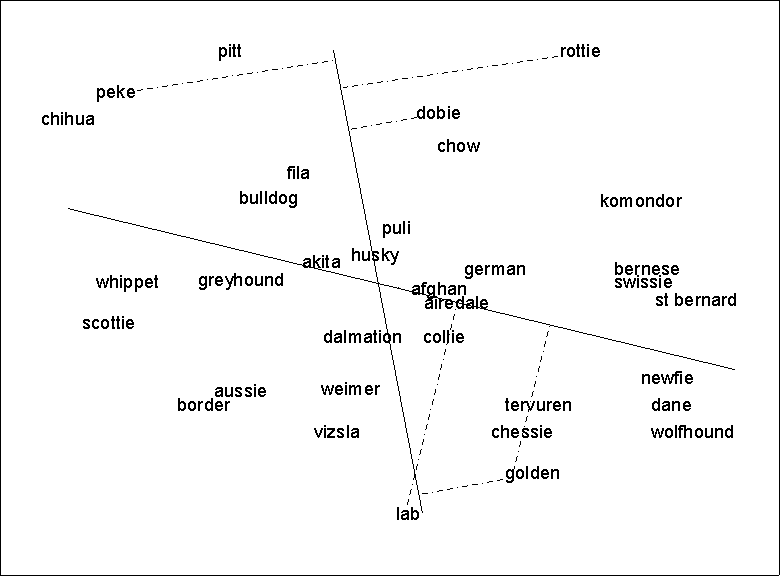 pitt
rottie
peke
chihua
dobie
chow
fila
bulldog
komondor
puli
husky
akita
german
bernese
whippet
greyhound
swissie
afghan
st bernard
airedale
scottie
dalmation
collie
newfie
weimer
aussie
border
tervuren
dane
vizsla
chessie
wolfhound
golden
lab